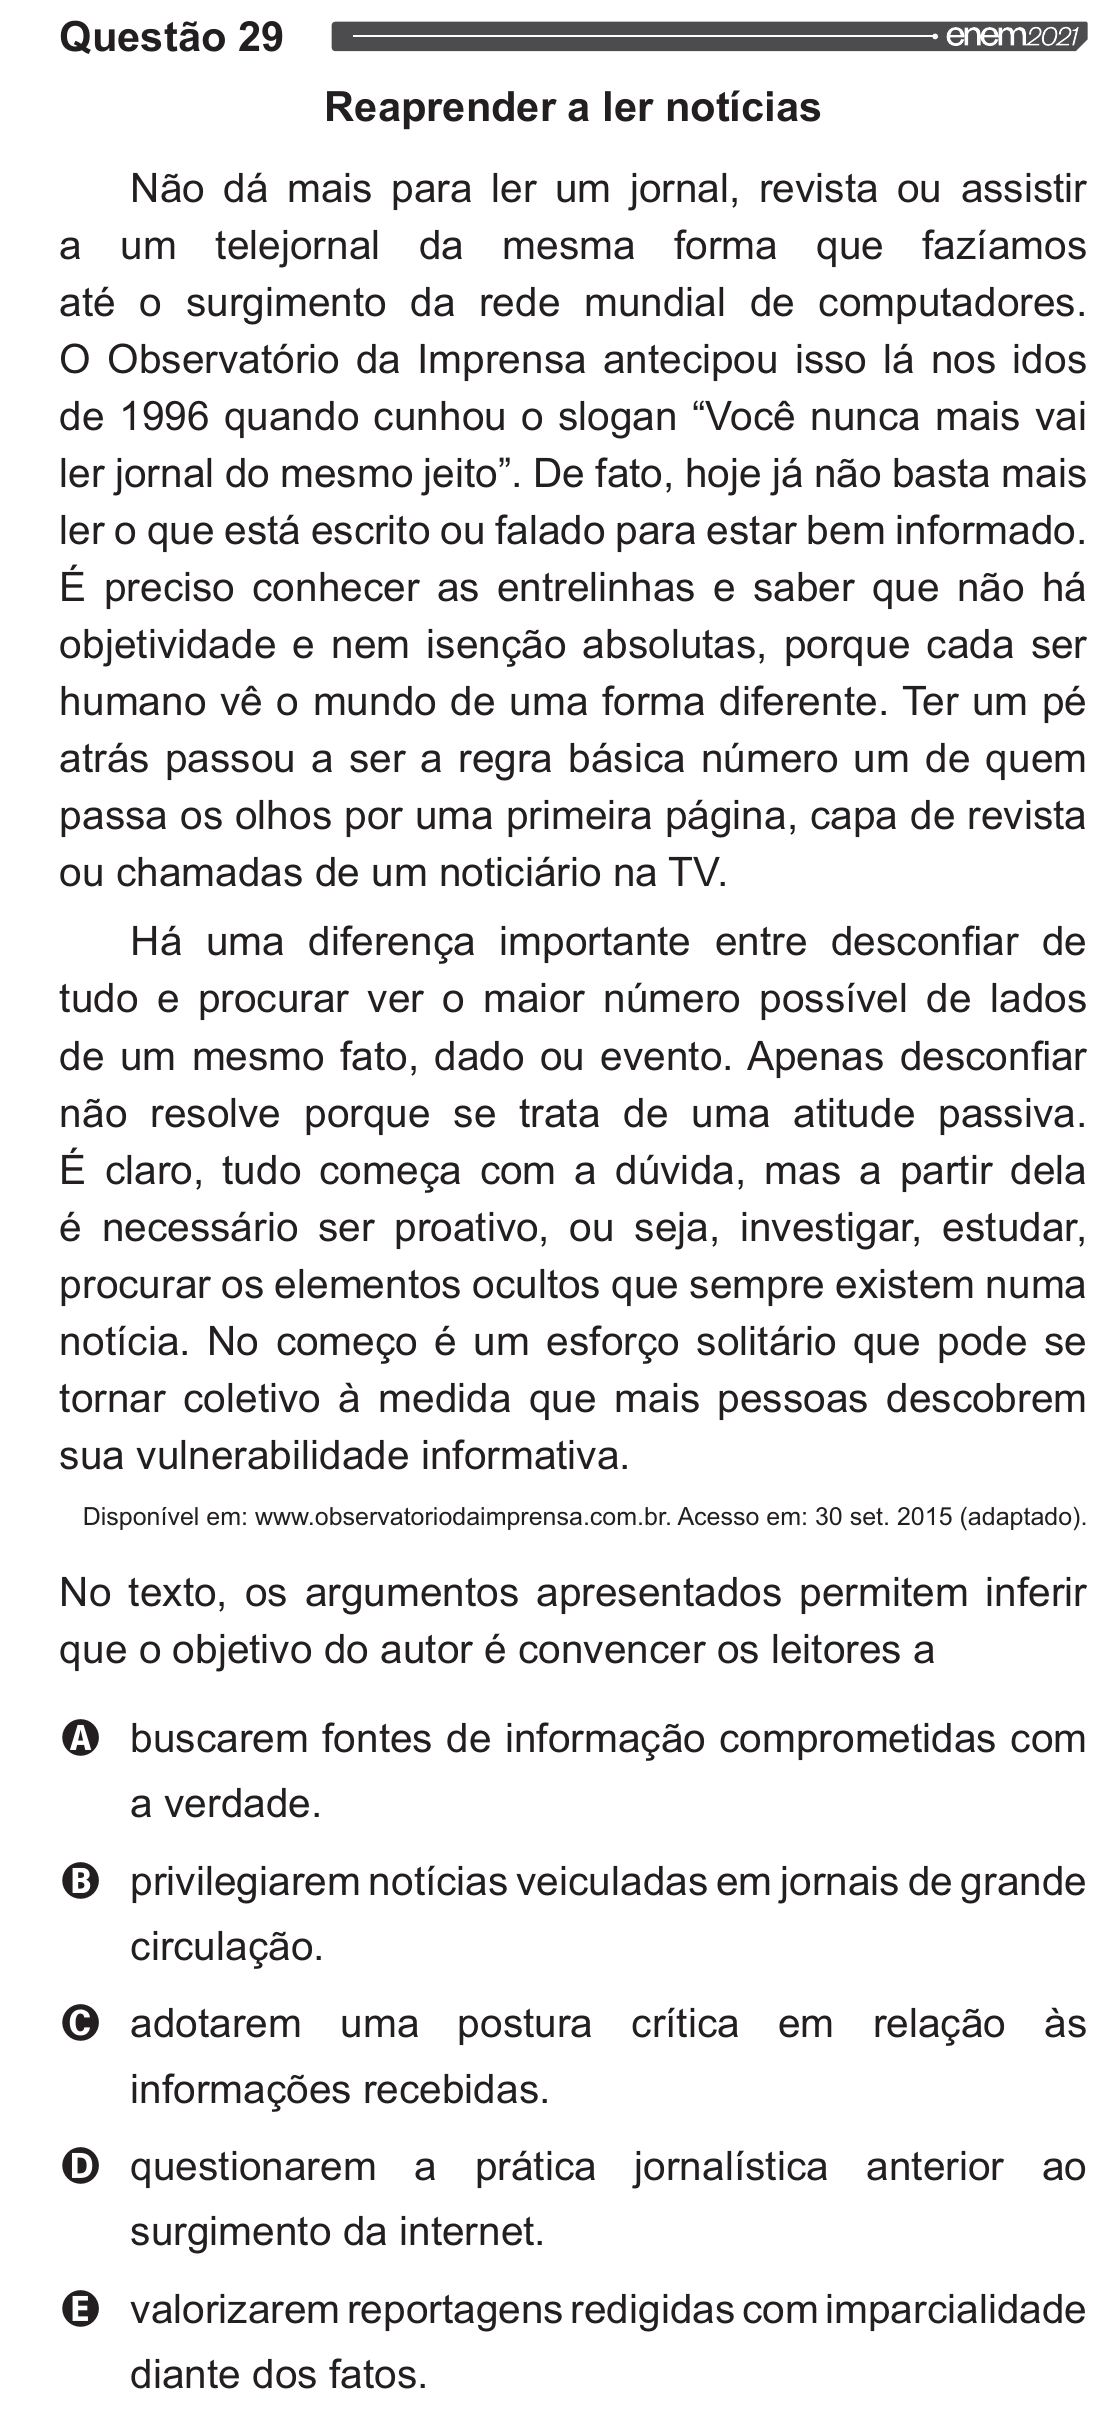 Questão 29
enem2021
Reaprender a ler notícias
Não dá mais para ler um jornal, revista ou assistir
a um telejornal da mesma forma que fazíamos
até o surgimento da rede mundial de computadores.
O Observatório da Imprensa antecipou isso lá nos idos
de 1996 quando cunhou o slogan “Você nunca mais vai
ler jornal do mesmo jeito”. De fato, hoje já não basta mais
ler o que está escrito ou falado para estar bem informado.
É preciso conhecer as entrelinhas e saber que não há
objetividade e nem isenção absolutas, porque cada ser
humano vê o mundo de uma forma diferente. Ter um pé
atrás passou a ser a regra básica número um de quem
passa os olhos por uma primeira página, capa de revista
ou chamadas de um noticiário na TV.
Há uma diferença importante entre desconfiar de
tudo e procurar ver o maior número possível de lados
de um mesmo fato, dado ou evento. Apenas desconfiar
não resolve porque se trata de uma atitude passiva.
É claro, tudo começa com a dúvida, mas a partir dela
é necessário ser proativo, ou seja, investigar, estudar,
procurar os elementos ocultos que sempre existem numa
notícia. No começo é um esforço solitário que pode se
tornar coletivo à medida que mais pessoas descobrem
sua vulnerabilidade informativa.
Disponível em: www.observatoriodaimprensa.com.br. Acesso em: 30 set. 2015 (adaptado).
No texto, os argumentos apresentados permitem inferir
que o objetivo do autor é convencer os leitores a
A buscarem fontes de informação comprometidas com
a verdade.
B privilegiarem notícias veiculadas em jornais de grande
circulação.
C adotarem uma postura crítica em relação às
informações recebidas.
D questionarem a prática jornalística anterior ao
surgimento da internet.
E valorizarem reportagens redigidas com imparcialidade
diante dos fatos.